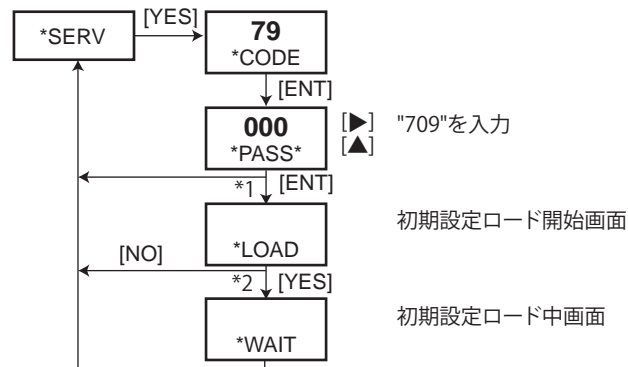 *SERV
[YES]
79
*CODE
[ENT]
000
*PASS*
[▶]
[▲]
"709"を入力
*1
[ENT]
*LOAD
初期設定ロード開始画面
[NO]
*2
[YES]
*WAIT
初期設定ロード中画面